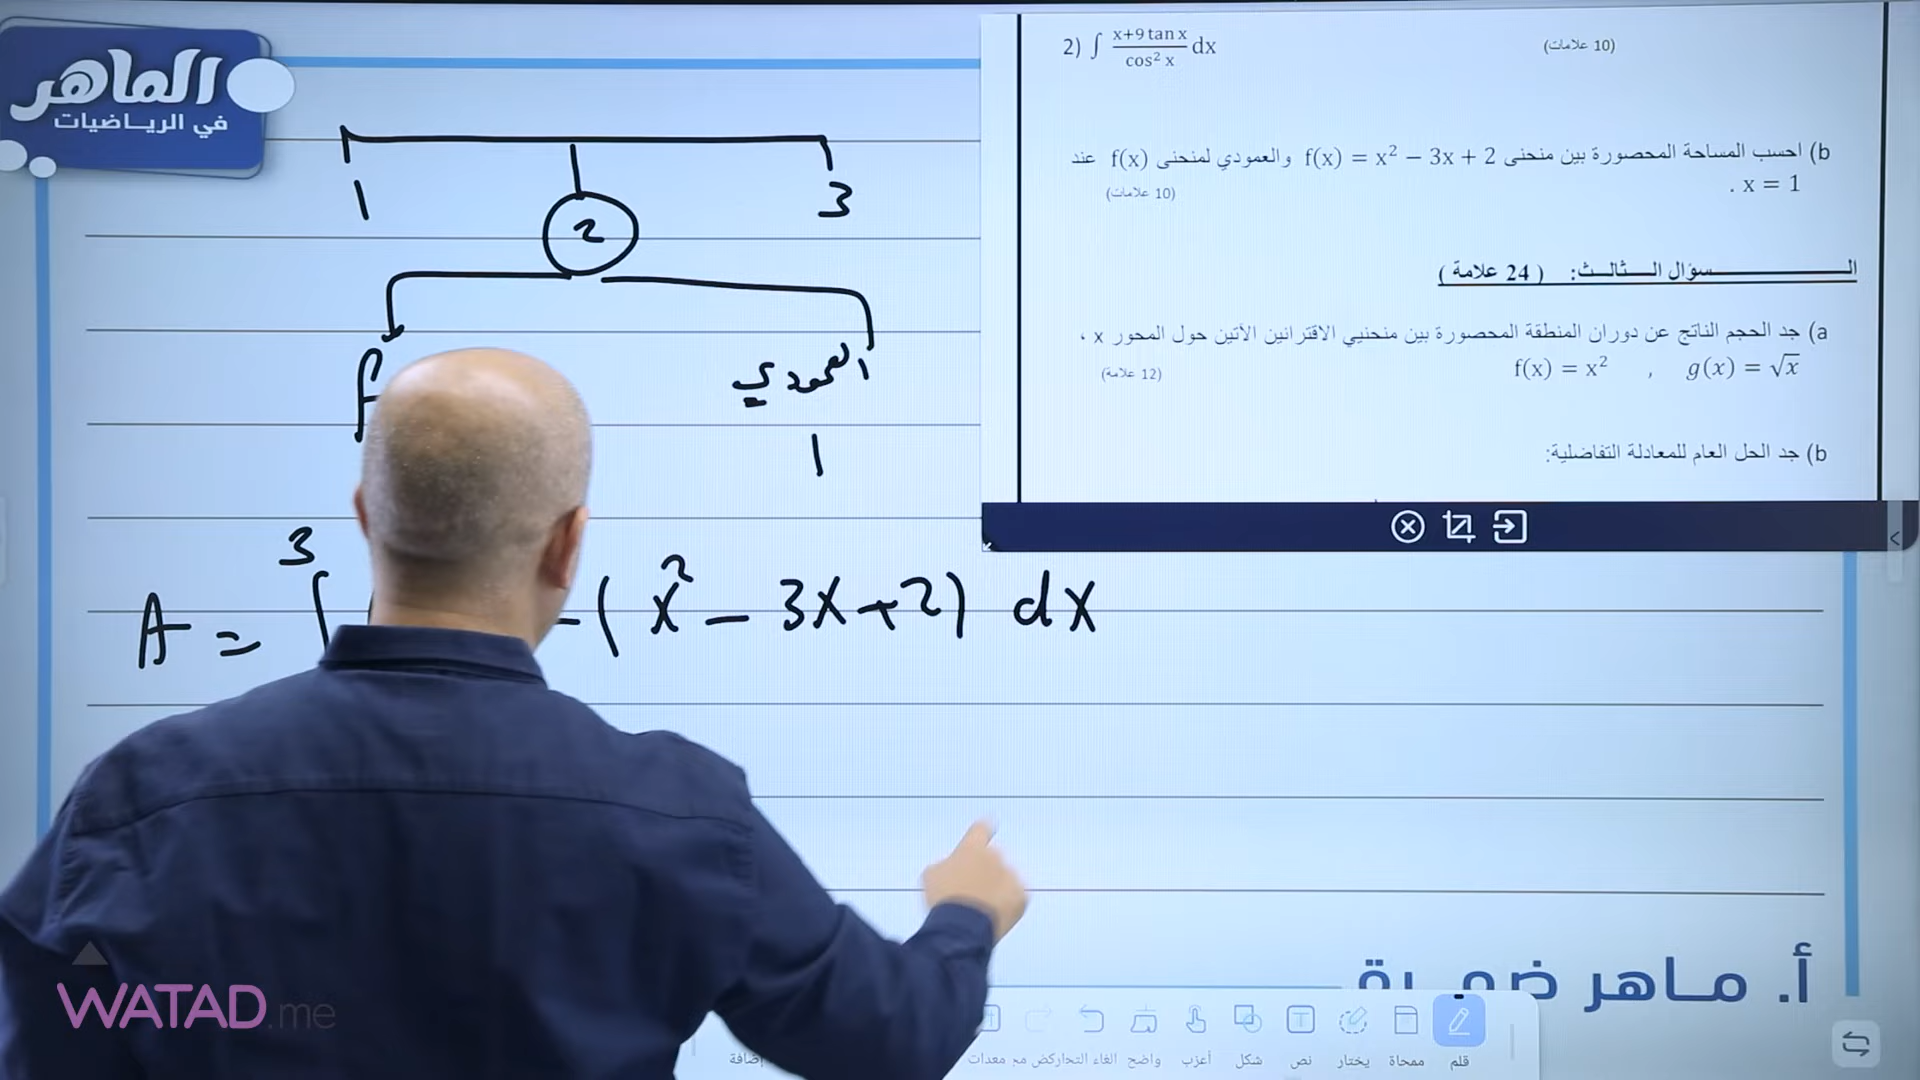 الماهر
في الرياضيات
2) ∫ x+9 tan x / cos² x dx (10 علامات)
b) احسب المساحة المحصورة بين منحنى f(x) = x² − 3x + 2 والعمودي لمنحنى f(x) عند
x = 1 .
(10 علامات)
الـــسؤال الـــثالـــث: ( 24 علامة )
a) جد الحجم الناتج عن دوران المنطقة المحصورة بين منحنيي الاقترانين الآتيين حول المحور x ،
f(x) = x² , g(x) = √x
(12 علامة)
b) جد الحل العام للمعادلة التفاضلية:
1 3
2
العمودي
1
3
A = ∫ − (x² − 3x + 2) dx
أ. ماهر ضمرة
WATAD.me
قلم
ممحاة
يختار
نص
شكل
أعزب
واضح
إضافة